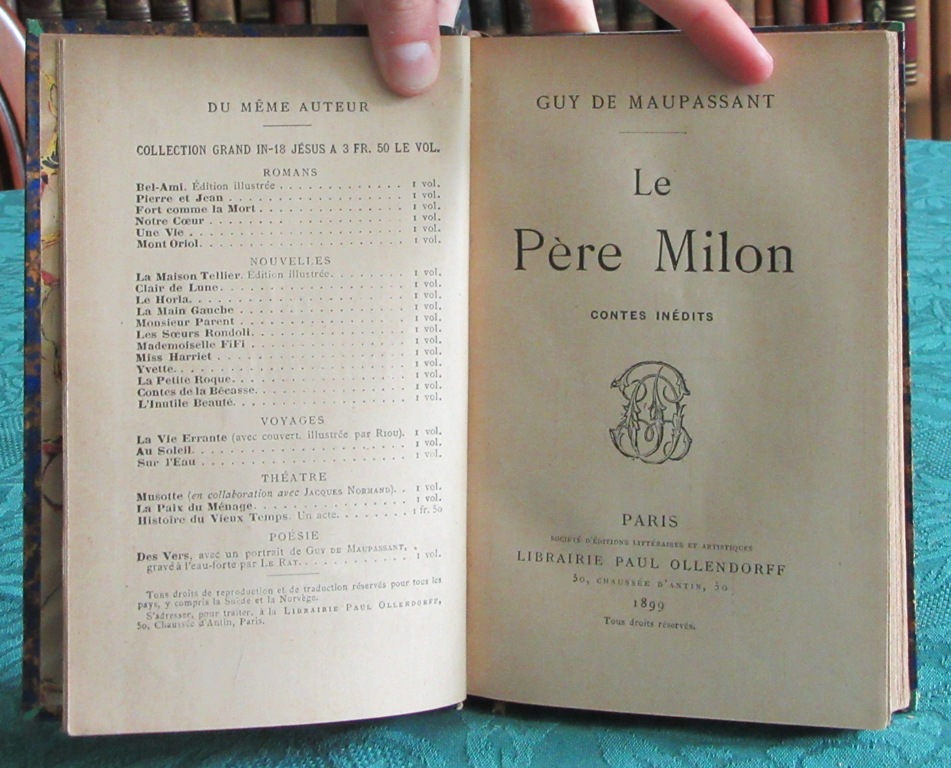 DU MÊME AUTEUR
COLLECTION GRAND IN-18 JÉSUS A 3 FR. 50 LE VOL.
ROMANS
Bel-Ami. Édition illustrée . . . . . . . . . . . . . 1 vol.
Pierre et Jean . . . . . . . . . . . . . . . . . . 1 vol.
Fort comme la Mort . . . . . . . . . . . . . . . 1 vol.
Notre Cœur . . . . . . . . . . . . . . . . . . . 1 vol.
Une Vie . . . . . . . . . . . . . . . . . . . . . 1 vol.
Mont Oriol. . . . . . . . . . . . . . . . . . . . 1 vol.
NOUVELLES
La Maison Tellier. Édition illustrée. . . . . . . . 1 vol.
Clair de Lune. . . . . . . . . . . . . . . . . . . 1 vol.
Le Horla. . . . . . . . . . . . . . . . . . . . . 1 vol.
La Main Gauche . . . . . . . . . . . . . . . . . 1 vol.
Monsieur Parent . . . . . . . . . . . . . . . . . 1 vol.
Les Sœurs Rondoli. . . . . . . . . . . . . . . . 1 vol.
Mademoiselle FiFi . . . . . . . . . . . . . . . . 1 vol.
Miss Harriet . . . . . . . . . . . . . . . . . . . 1 vol.
Yvette. . . . . . . . . . . . . . . . . . . . . . 1 vol.
La Petite Roque. . . . . . . . . . . . . . . . . 1 vol.
Contes de la Bécasse. . . . . . . . . . . . . . . 1 vol.
L'Inutile Beauté. . . . . . . . . . . . . . . . . 1 vol.
VOYAGES
La Vie Errante (avec couvert. illustrée par RIOU). 1 vol.
Au Soleil. . . . . . . . . . . . . . . . . . . . . 1 vol.
Sur l'Eau . . . . . . . . . . . . . . . . . . . . 1 vol.
THÉATRE
Musotte (en collaboration avec JACQUES NORMAND). . 1 vol.
La Paix du Ménage. . . . . . . . . . . . . . . . 1 vol.
Histoire du Vieux Temps. Un acte. . . . . . . . 1 fr. 50
POÉSIE
Des Vers, avec un portrait de GUY DE MAUPASSANT,
gravé à l'eau-forte par LE RAT. . . . . . . . . . . 1 vol.
Tous droits de reproduction et de traduction réservés pour tous les
pays, y compris la Suède et la Norvège.
S'adresser, pour traiter, à la LIBRAIRIE PAUL OLLENDORFF,
50, Chaussée d'Antin, Paris.
GUY DE MAUPASSANT
Le
Père Milon
CONTES INÉDITS
PARIS
SOCIÉTÉ D'ÉDITIONS LITTÉRAIRES ET ARTISTIQUES
LIBRAIRIE PAUL OLLENDORFF
50, CHAUSSÉE D'ANTIN, 50
1899
Tous droits réservés.